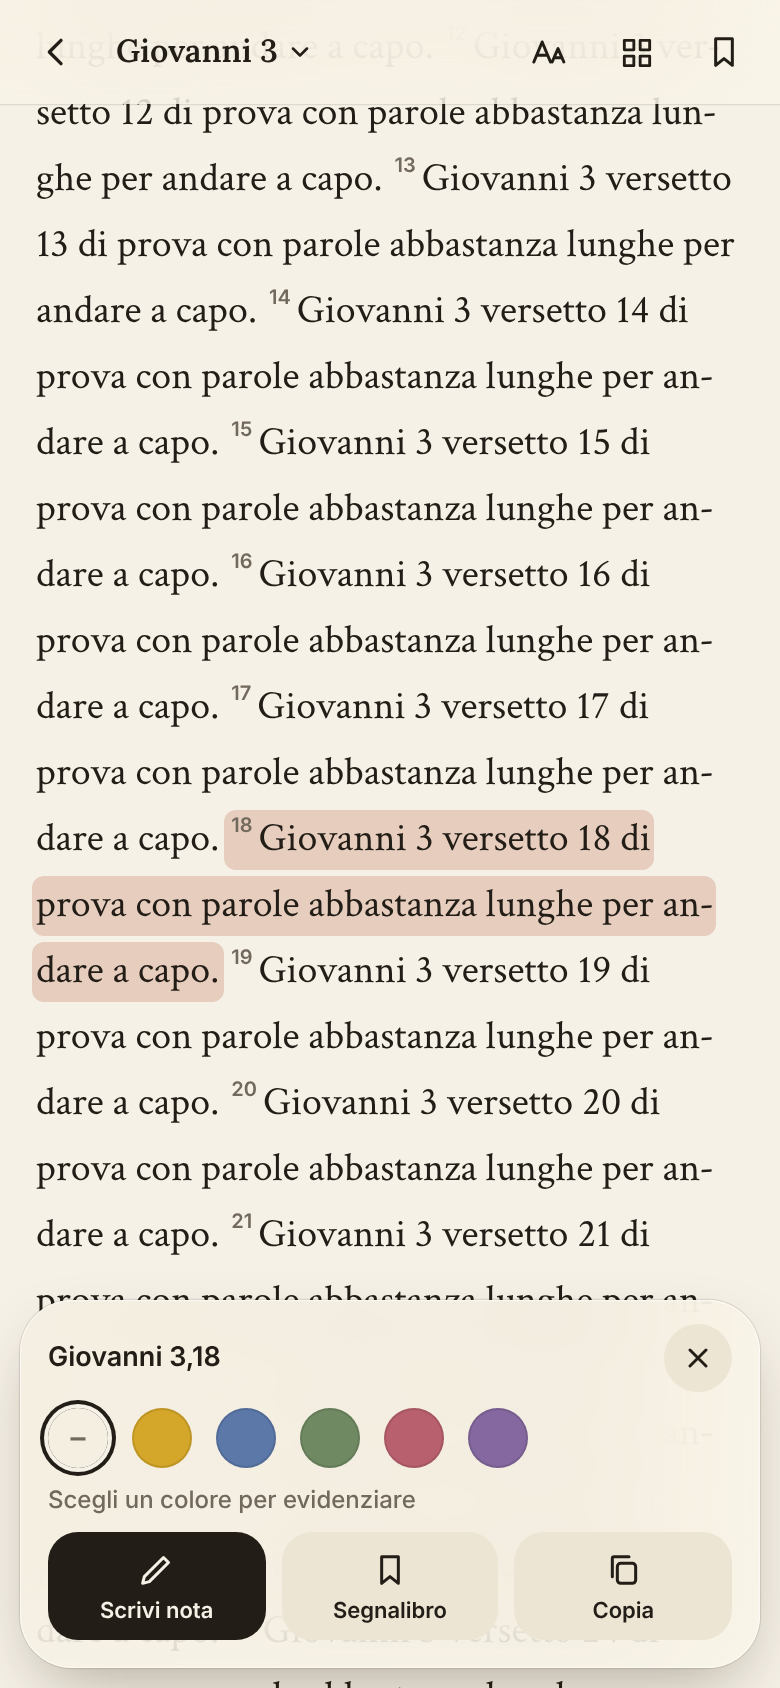 Giovanni 3
setto 12 di prova con parole abbastanza lun-
ghe per andare a capo. 13 Giovanni 3 versetto
13 di prova con parole abbastanza lunghe per
andare a capo. 14 Giovanni 3 versetto 14 di
prova con parole abbastanza lunghe per an-
dare a capo. 15 Giovanni 3 versetto 15 di
prova con parole abbastanza lunghe per an-
dare a capo. 16 Giovanni 3 versetto 16 di
prova con parole abbastanza lunghe per an-
dare a capo. 17 Giovanni 3 versetto 17 di
prova con parole abbastanza lunghe per an-
dare a capo. 18 Giovanni 3 versetto 18 di
prova con parole abbastanza lunghe per an-
dare a capo. 19 Giovanni 3 versetto 19 di
prova con parole abbastanza lunghe per an-
dare a capo. 20 Giovanni 3 versetto 20 di
prova con parole abbastanza lunghe per an-
dare a capo. 21 Giovanni 3 versetto 21 di
prova con parole abbastanza lunghe per an-
Giovanni 3,18
Scegli un colore per evidenziare
Scrivi nota
Segnalibro
Copia